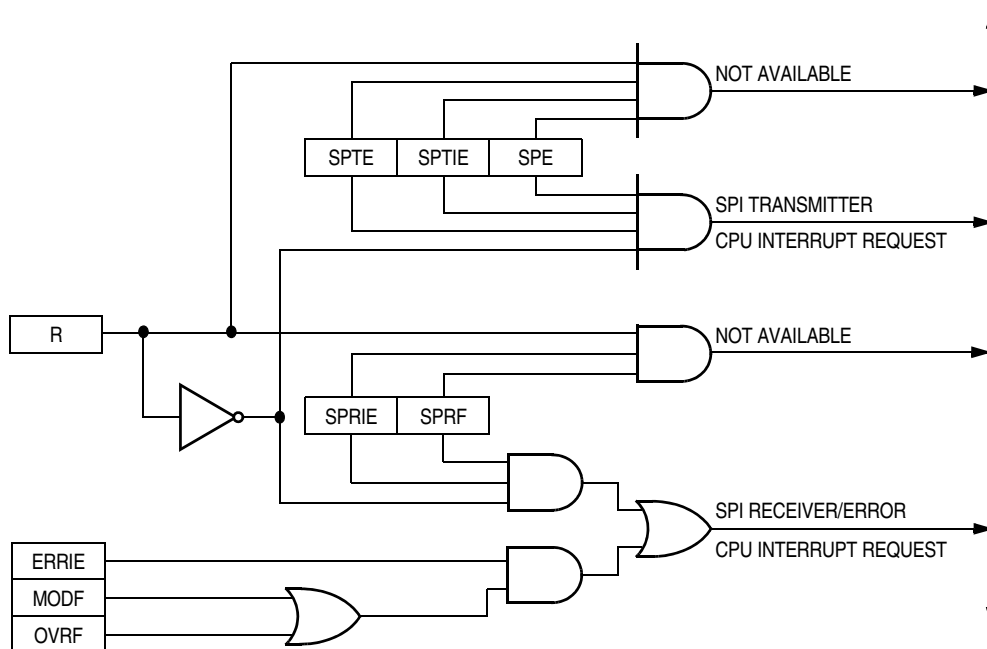 NOT AVAILABLE
SPTE SPTIE SPE
SPI TRANSMITTER
CPU INTERRUPT REQUEST
R
NOT AVAILABLE
SPRIE SPRF
SPI RECEIVER/ERROR
CPU INTERRUPT REQUEST
ERRIE
MODF
OVRF